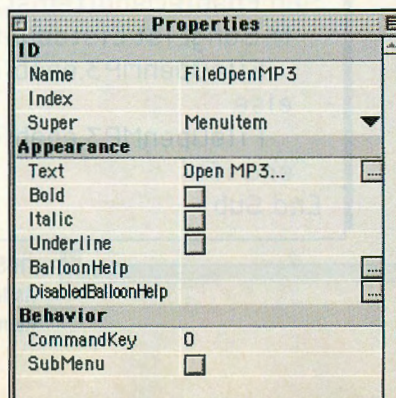 Properties
ID
Name FileOpenMP3
Index
Super MenuItem
Appearance
Text Open MP3...
Bold
Italic
Underline
BalloonHelp
DisabledBalloonHelp
Behavior
CommandKey O
SubMenu